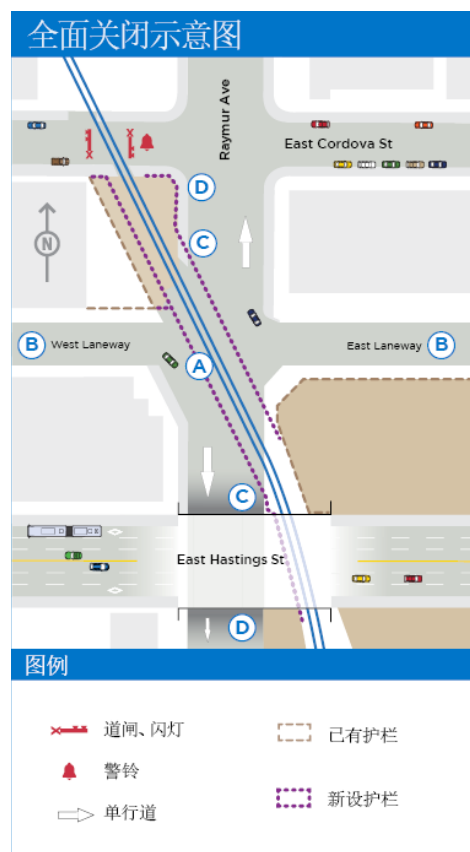 全面关闭示意图
Raymur Ave
East Cordova St
D
C
N
B West Laneway
East Laneway B
A
C
East Hastings St
D
图例
道闸、闪灯
已有护栏
警铃
单行道
新设护栏